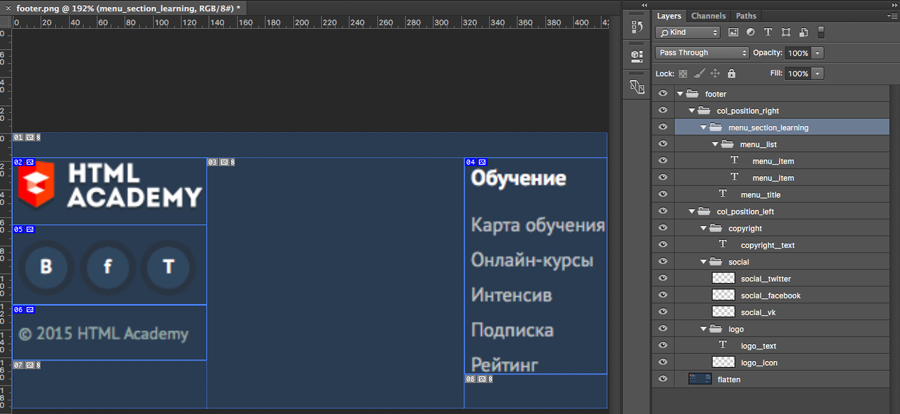 footer.png @ 192% (menu_section_learning, RGB/8#) *
0 20 40 60 80 100 120 140 160 180 200 220 240 260 280 300 320 340 360 380 400
01
02
HTML
ACADEMY
03
04
Обучение
Карта обучения
Онлайн-курсы
Интенсив
Подписка
Рейтинг
05
B f T
06
© 2015 HTML Academy
07
08
Layers Channels Paths
Kind
Pass Through Opacity: 100%
Lock: Fill: 100%
footer
col_position_right
menu_section_learning
menu_list
T menu__item
T menu__item
T menu__title
col_position_left
copyright
T copyright__text
social
social__twitter
social__facebook
social__vk
logo
T logo__text
logo__icon
flatten